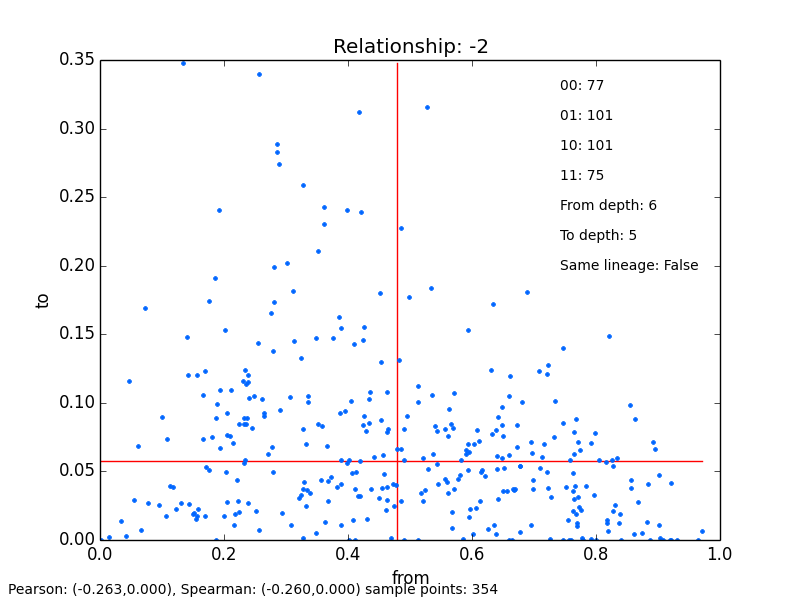 Relationship: -2
0.35
0.30
0.25
0.20
0.15
0.10
0.05
0.00
to
00: 77
01: 101
10: 101
11: 75
From depth: 6
To depth: 5
Same lineage: False
0.0 0.2 0.4 0.6 0.8 1.0
from
Pearson: (-0.263,0.000), Spearman: (-0.260,0.000) sample points: 354